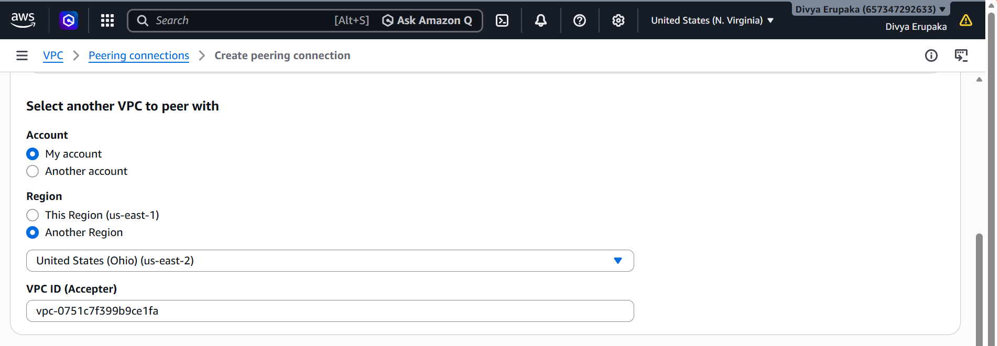 aws
Search [Alt+S] Ask Amazon Q
United States (N. Virginia)
Divya Erupaka (657347292633)
Divya Erupaka
VPC
Peering connections
Create peering connection
Select another VPC to peer with
Account
My account
Another account
Region
This Region (us-east-1)
Another Region
United States (Ohio) (us-east-2)
VPC ID (Accepter)
vpc-0751c7f399b9ce1fa